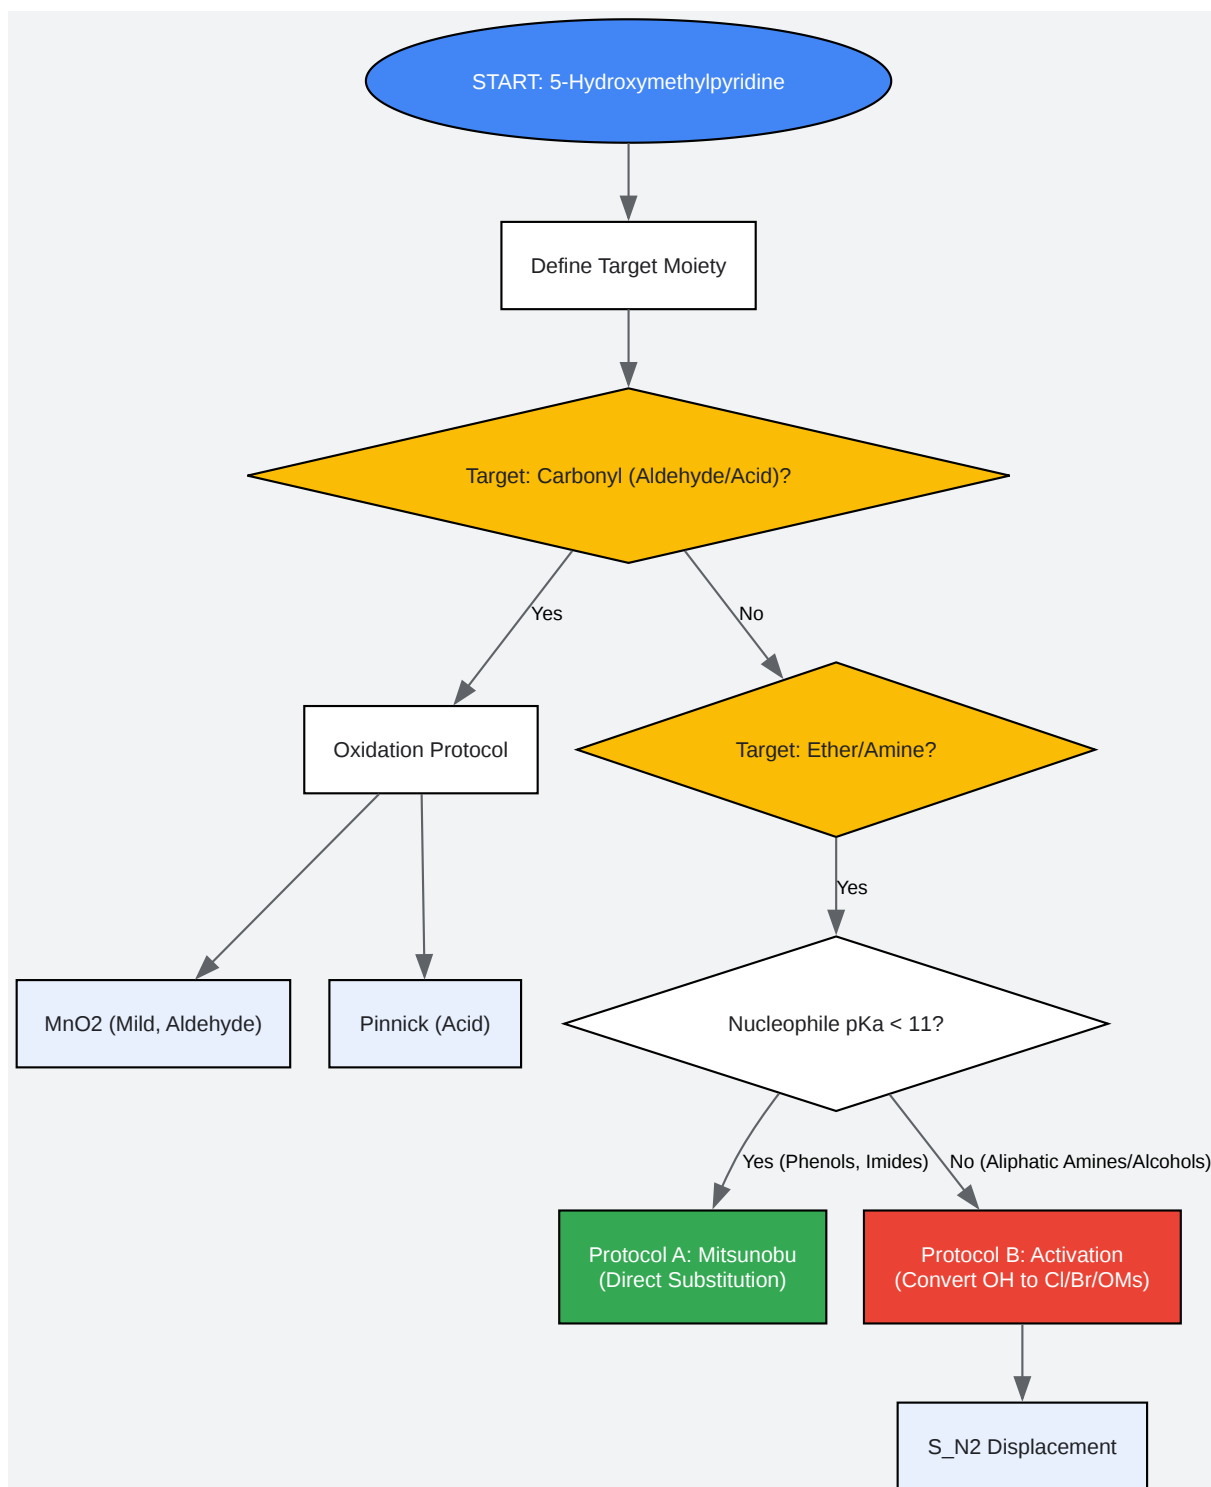 START: 5-Hydroxymethylpyridine
Define Target Moiety
Target: Carbonyl (Aldehyde/Acid)?
Yes
No
Oxidation Protocol
Target: Ether/Amine?
Yes
MnO2 (Mild, Aldehyde)
Pinnick (Acid)
Nucleophile pKa < 11?
Yes (Phenols, Imides)
No (Aliphatic Amines/Alcohols)
Protocol A: Mitsunobu
(Direct Substitution)
Protocol B: Activation
(Convert OH to Cl/Br/OMs)
S_N2 Displacement